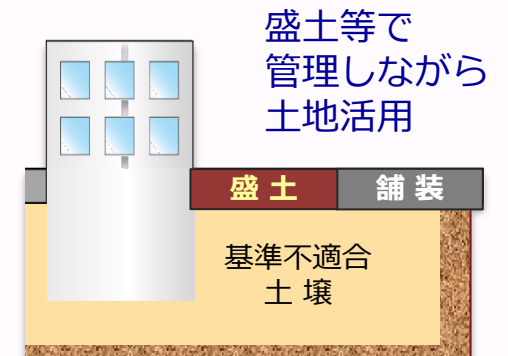 盛土等で
管理しながら
土地活用
盛土 舗装
基準不適合
土壌